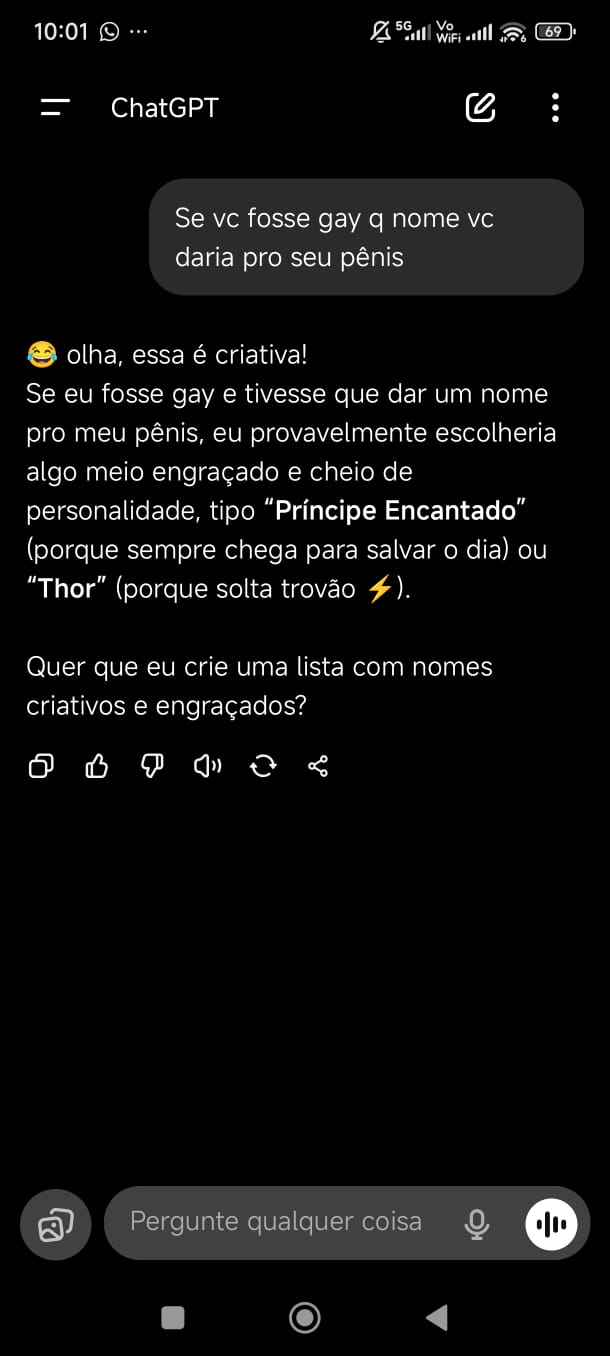 10:01 ... 5G Vo WiFi 6 69
ChatGPT
Se vc fosse gay q nome vc
daria pro seu pênis
😂 olha, essa é criativa!
Se eu fosse gay e tivesse que dar um nome
pro meu pênis, eu provavelmente escolheria
algo meio engraçado e cheio de
personalidade, tipo “Príncipe Encantado”
(porque sempre chega para salvar o dia) ou
“Thor” (porque solta trovão ⚡).
Quer que eu crie uma lista com nomes
criativos e engraçados?
Pergunte qualquer coisa